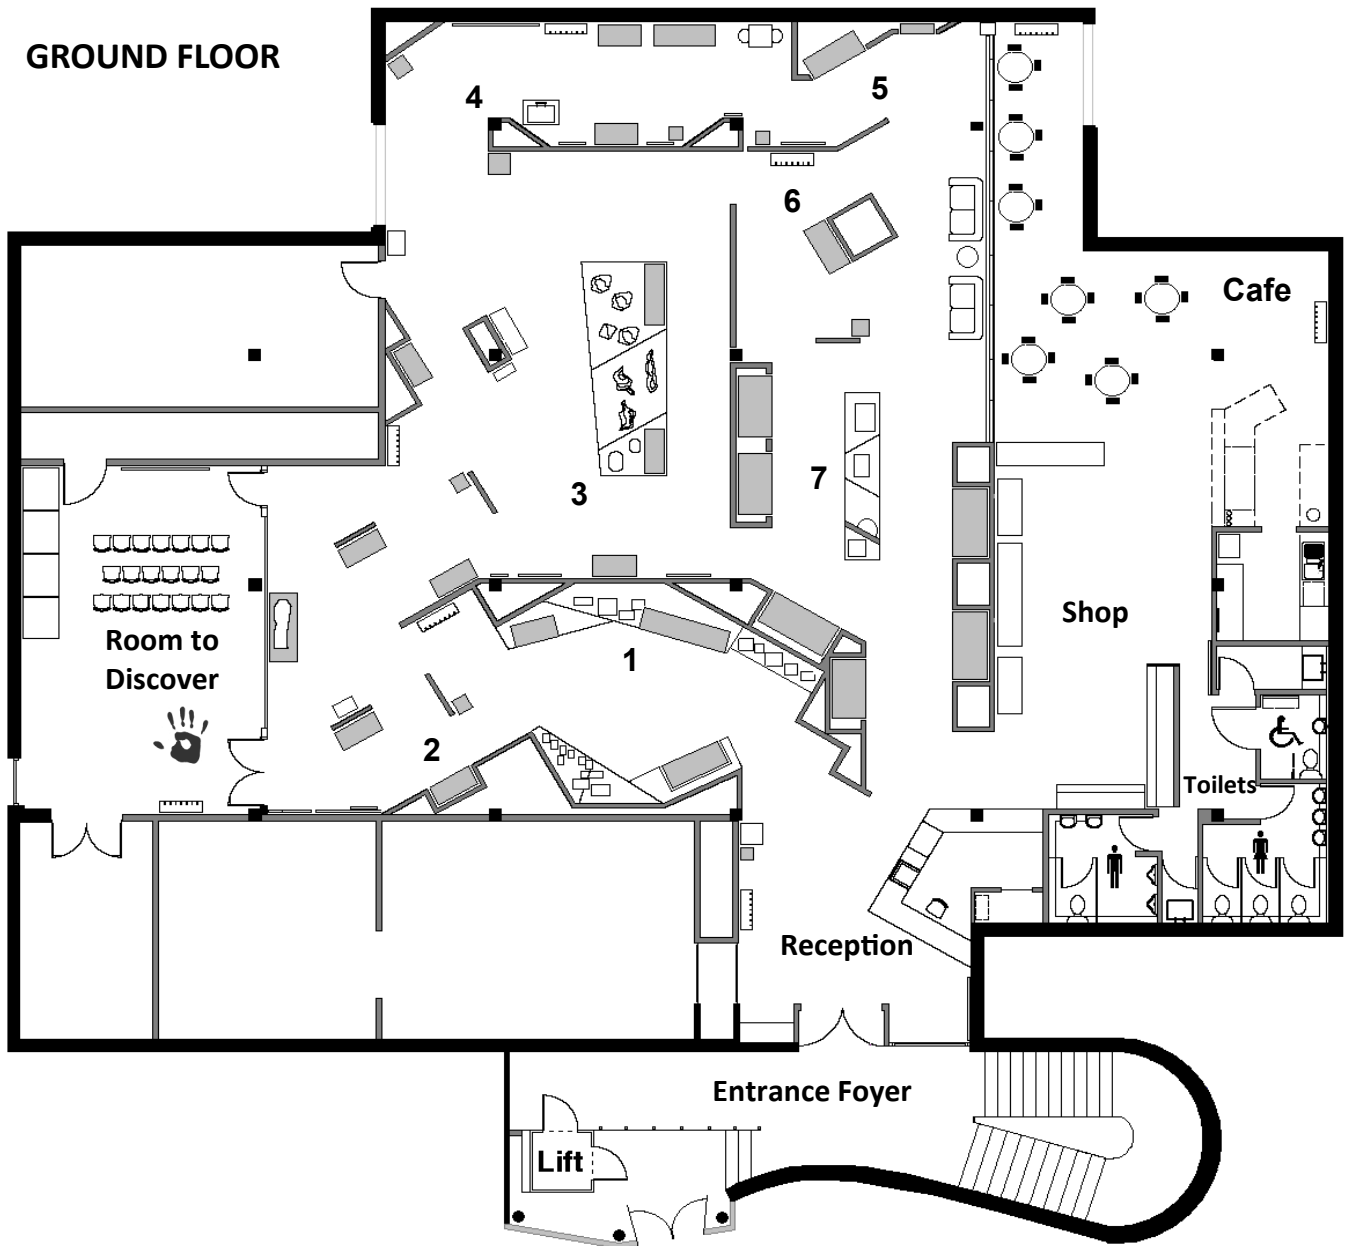 GROUND FLOOR
4
5
6
Cafe
7
3
Shop
Room to
Discover
1
2
Toilets
Reception
Entrance Foyer
Lift